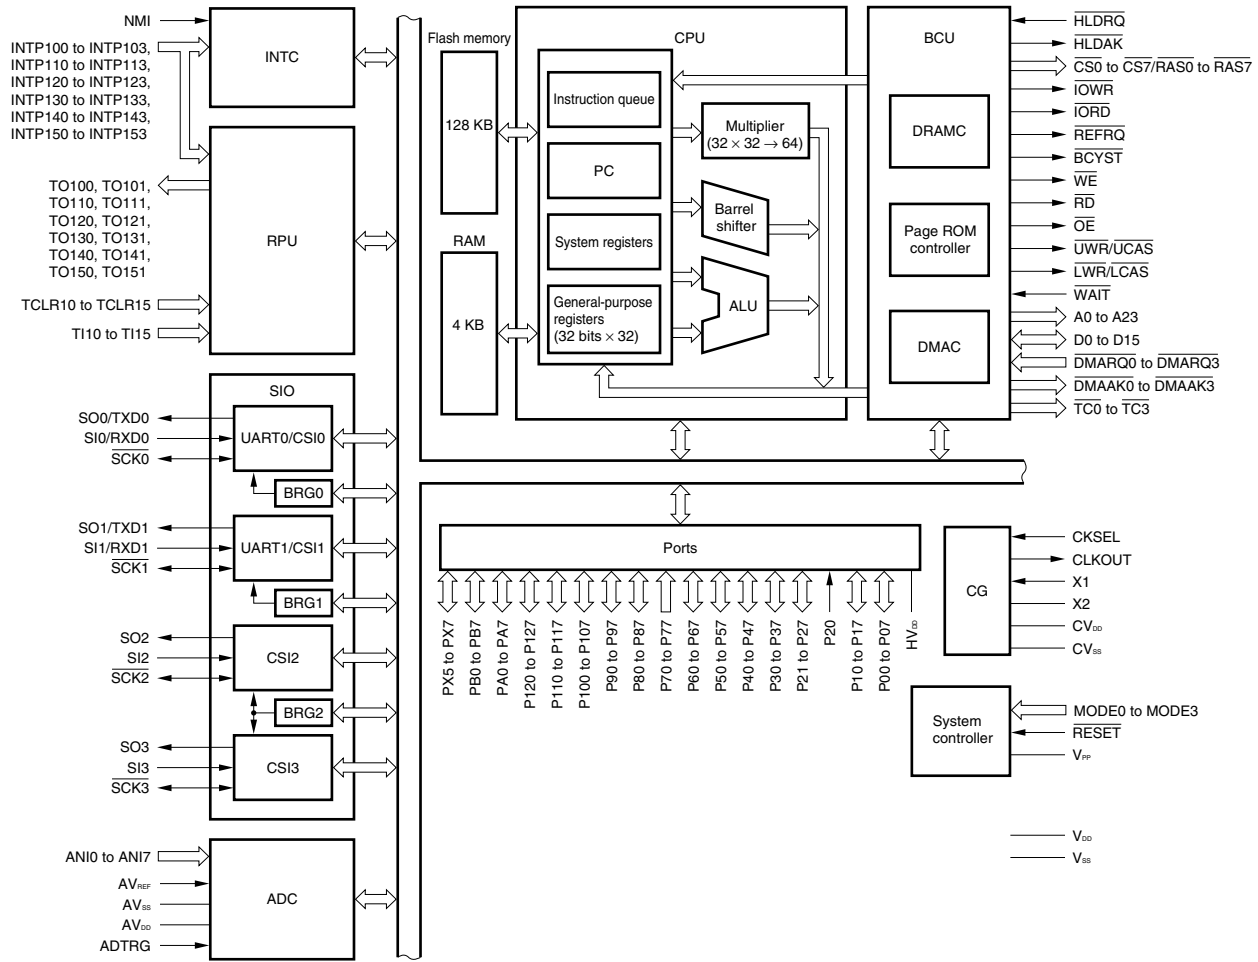 NMI
INTP100 to INTP103,
INTP110 to INTP113,
INTP120 to INTP123,
INTP130 to INTP133,
INTP140 to INTP143,
INTP150 to INTP153
INTC
TO100, TO101,
TO110, TO111,
TO120, TO121,
TO130, TO131,
TO140, TO141,
TO150, TO151
TCLR10 to TCLR15
TI10 to TI15
RPU
SIO
SO0/TXD0
SI0/RXD0
SCK0
UART0/CSI0
BRG0
SO1/TXD1
SI1/RXD1
SCK1
UART1/CSI1
BRG1
SO2
SI2
SCK2
CSI2
BRG2
SO3
SI3
SCK3
CSI3
ANI0 to ANI7
AVREF
AVSS
AVDD
ADTRG
ADC
Flash memory
128 KB
RAM
4 KB
CPU
Instruction queue
PC
System registers
General-purpose
registers
(32 bits × 32)
Multiplier
(32 × 32 → 64)
Barrel
shifter
ALU
BCU
DRAMC
Page ROM
controller
DMAC
HLDRQ
HLDAK
CS0 to CS7/RAS0 to RAS7
IOWR
IORD
REFRQ
BCYST
WE
RD
OE
UWR/UCAS
LWR/LCAS
WAIT
A0 to A23
D0 to D15
DMARQ0 to DMARQ3
DMAAK0 to DMAAK3
TC0 to TC3
Ports
PX5 to PX7
PB0 to PB7
PA0 to PA7
P120 to P127
P110 to P117
P100 to P107
P90 to P97
P80 to P87
P70 to P77
P60 to P67
P50 to P57
P40 to P47
P30 to P37
P21 to P27
P20
P10 to P17
P00 to P07
HVDD
CG
CKSEL
CLKOUT
X1
X2
CVDD
CVSS
System
controller
MODE0 to MODE3
RESET
VPP
VDD
VSS